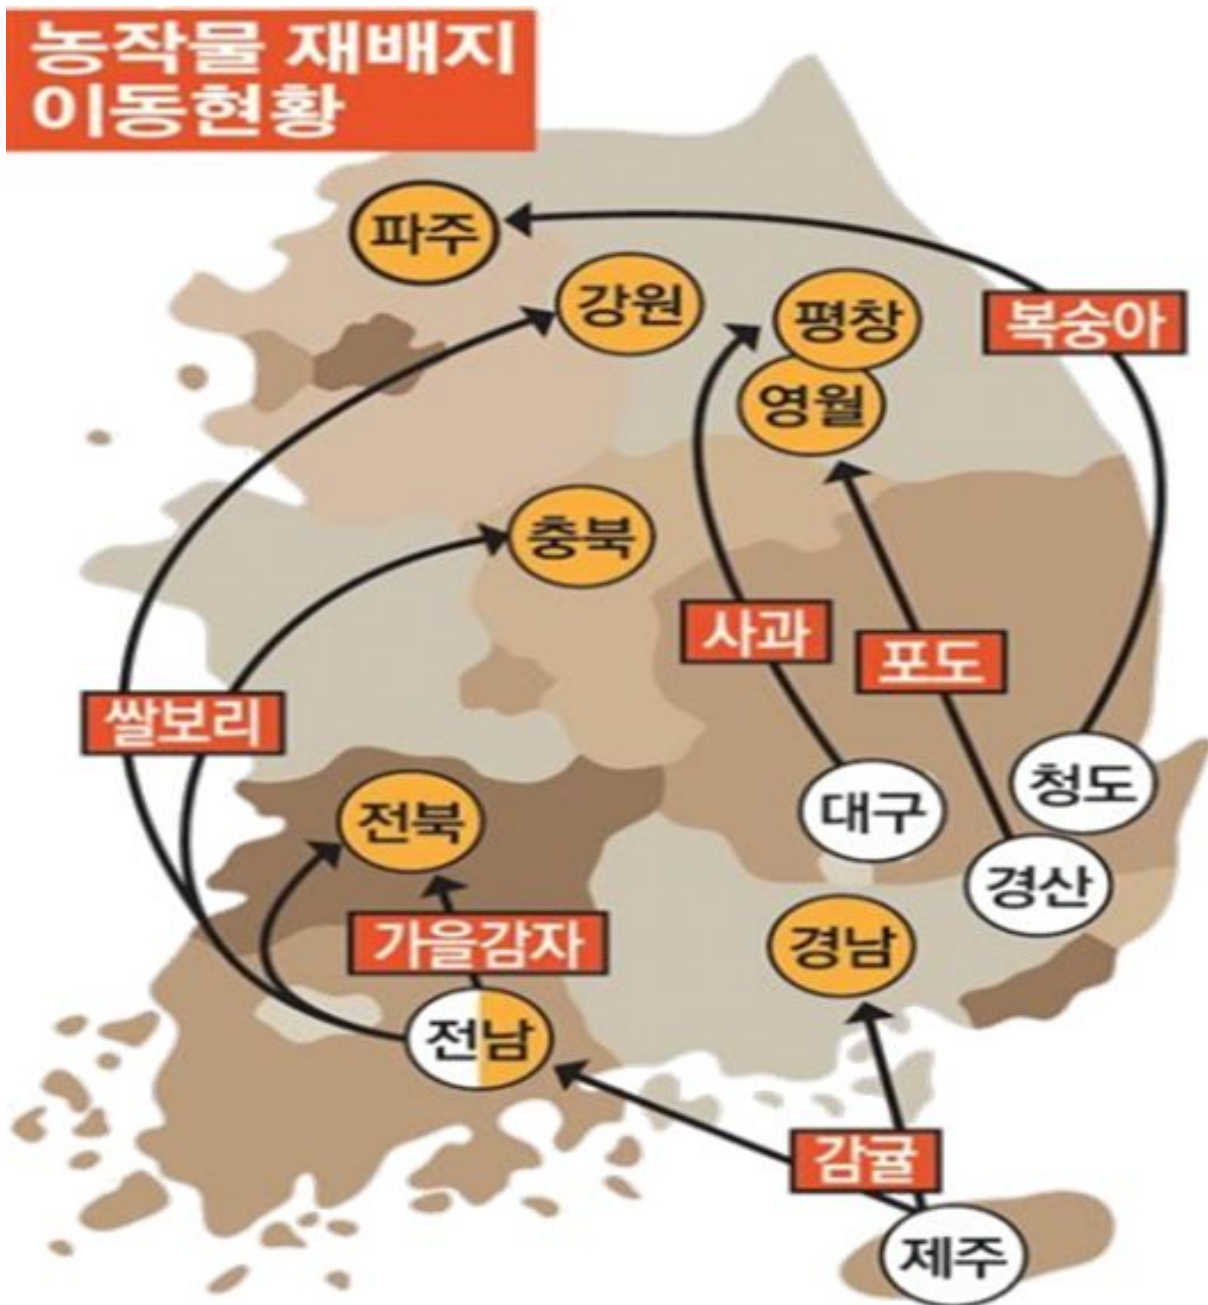 농작물 재배지
이동현황
파주
강원
평창
복숭아
영월
충북
사과
포도
쌀보리
청도
대구
전북
경산
가을감자
경남
전남
감귤
제주